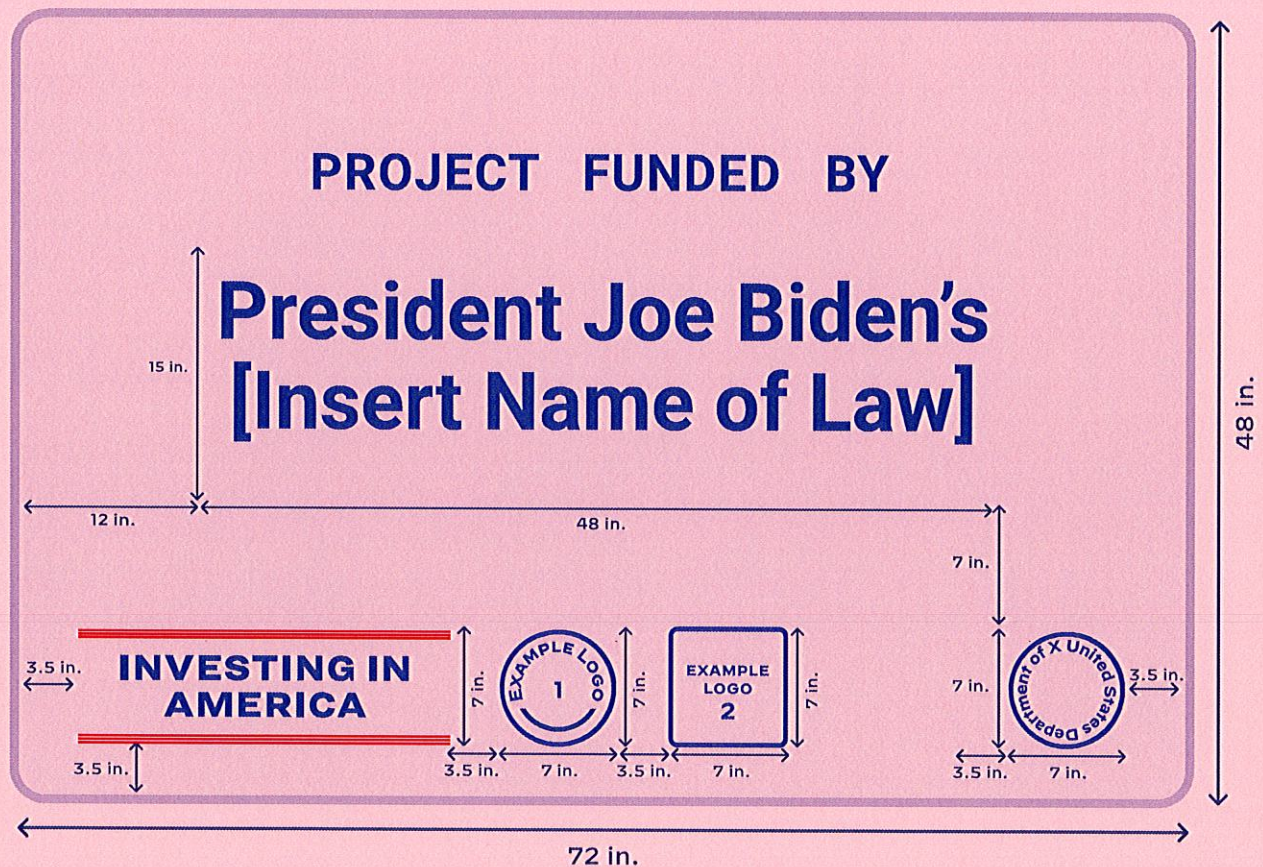 PROJECT FUNDED BY
President Joe Biden’s
[Insert Name of Law]
15 in.
48 in.
12 in.
48 in.
7 in.
INVESTING IN
AMERICA
3.5 in.
3.5 in.
7 in.
EXAMPLE LOGO
1
7 in.
EXAMPLE
LOGO
2
7 in.
7 in.
Department of X United States
3.5 in.
3.5 in.
7 in.
3.5 in.
7 in.
3.5 in.
7 in.
72 in.